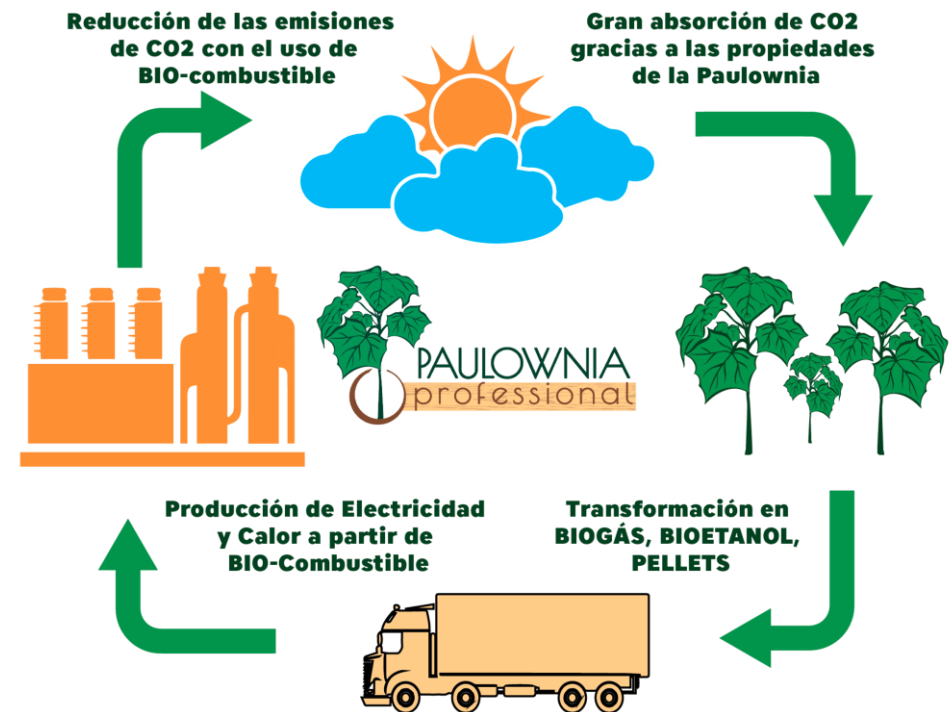 Reducción de las emisiones
de CO2 con el uso de
BIO-combustible
Gran absorción de CO2
gracias a las propiedades
de la Paulownia
PAULOWNIA
professional
Producción de Electricidad
y Calor a partir de
BIO-Combustible
Transformación en
BIOGÁS, BIOETANOL,
PELLETS